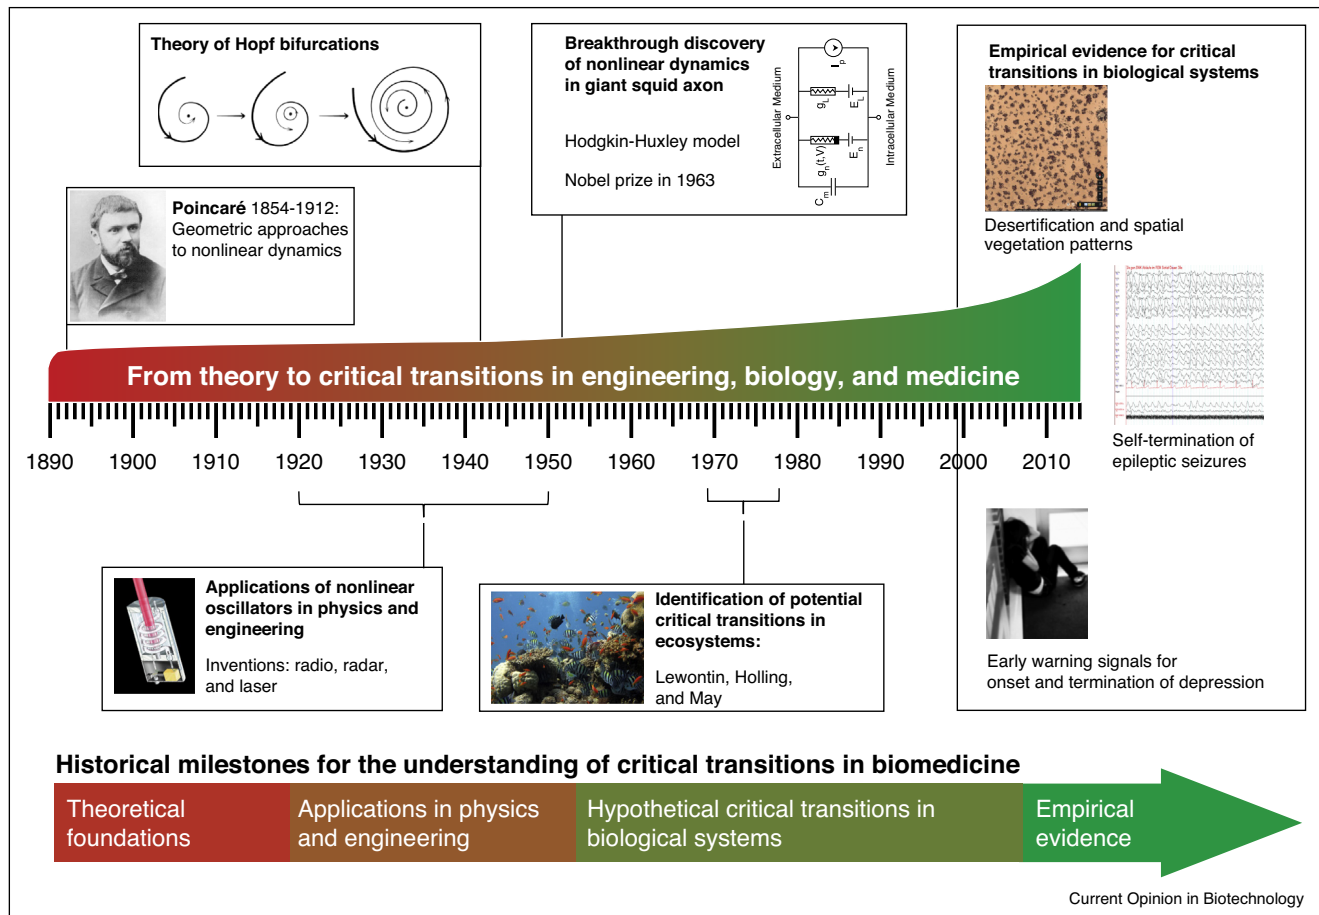 Theory of Hopf bifurcations
Breakthrough discovery
of nonlinear dynamics
in giant squid axon
Hodgkin-Huxley model
Nobel prize in 1963
Extracellular Medium
Intracellular Medium
I_p
g_L
E_L
g_n(t,V)
E_n
C_m
Empirical evidence for critical
transitions in biological systems
Desertification and spatial
vegetation patterns
Poincaré 1854-1912:
Geometric approaches
to nonlinear dynamics
Self-termination of
epileptic seizures
From theory to critical transitions in engineering, biology, and medicine
1890 1900 1910 1920 1930 1940 1950 1960 1970 1980 1990 2000 2010
Applications of nonlinear
oscillators in physics and
engineering
Inventions: radio, radar,
and laser
Identification of potential
critical transitions in
ecosystems:
Lewontin, Holling,
and May
Early warning signals for
onset and termination of depression
Historical milestones for the understanding of critical transitions in biomedicine
Theoretical
foundations
Applications in physics
and engineering
Hypothetical critical transitions in
biological systems
Empirical
evidence
Current Opinion in Biotechnology